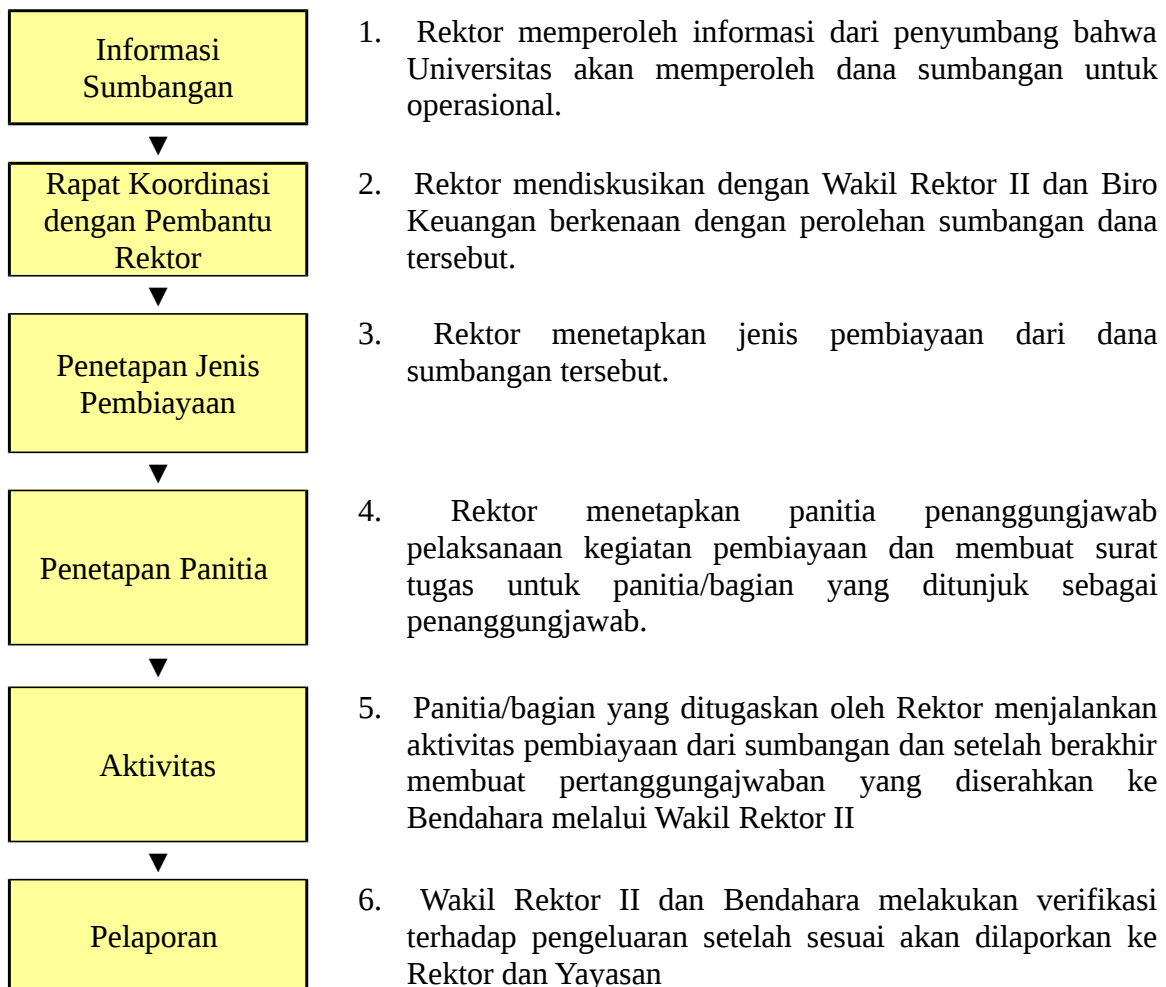 Informasi
Sumbangan
1. Rektor memperoleh informasi dari penyumbang bahwa
Universitas akan memperoleh dana sumbangan untuk
operasional.
▼
Rapat Koordinasi
dengan Pembantu
Rektor
2. Rektor mendiskusikan dengan Wakil Rektor II dan Biro
Keuangan berkenaan dengan perolehan sumbangan dana
tersebut.
▼
Penetapan Jenis
Pembiayaan
3. Rektor menetapkan jenis pembiayaan dari dana
sumbangan tersebut.
▼
Penetapan Panitia
4. Rektor menetapkan panitia penanggungjawab
pelaksanaan kegiatan pembiayaan dan membuat surat
tugas untuk panitia/bagian yang ditunjuk sebagai
penanggungjawab.
▼
Aktivitas
5. Panitia/bagian yang ditugaskan oleh Rektor menjalankan
aktivitas pembiayaan dari sumbangan dan setelah berakhir
membuat pertanggungajwaban yang diserahkan ke
Bendahara melalui Wakil Rektor II
▼
Pelaporan
6. Wakil Rektor II dan Bendahara melakukan verifikasi
terhadap pengeluaran setelah sesuai akan dilaporkan ke
Rektor dan Yayasan